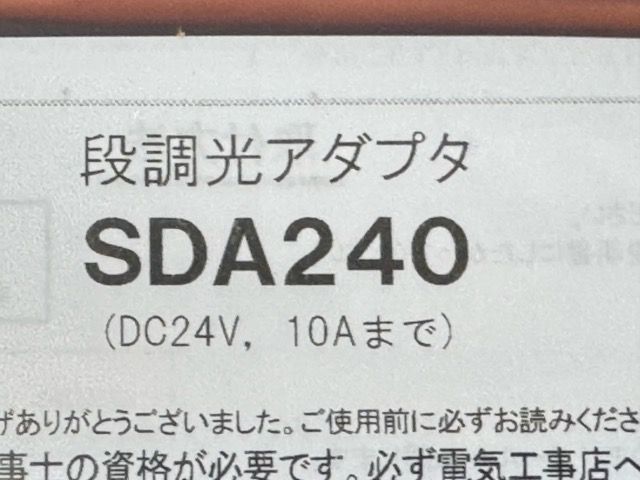 段調光アダプタ
SDA240
(DC24V, 10Aまで)
げありがとうございました。ご使用前に必ずお読みくださ
事士の資格が必要です。必ず電気工事店へ